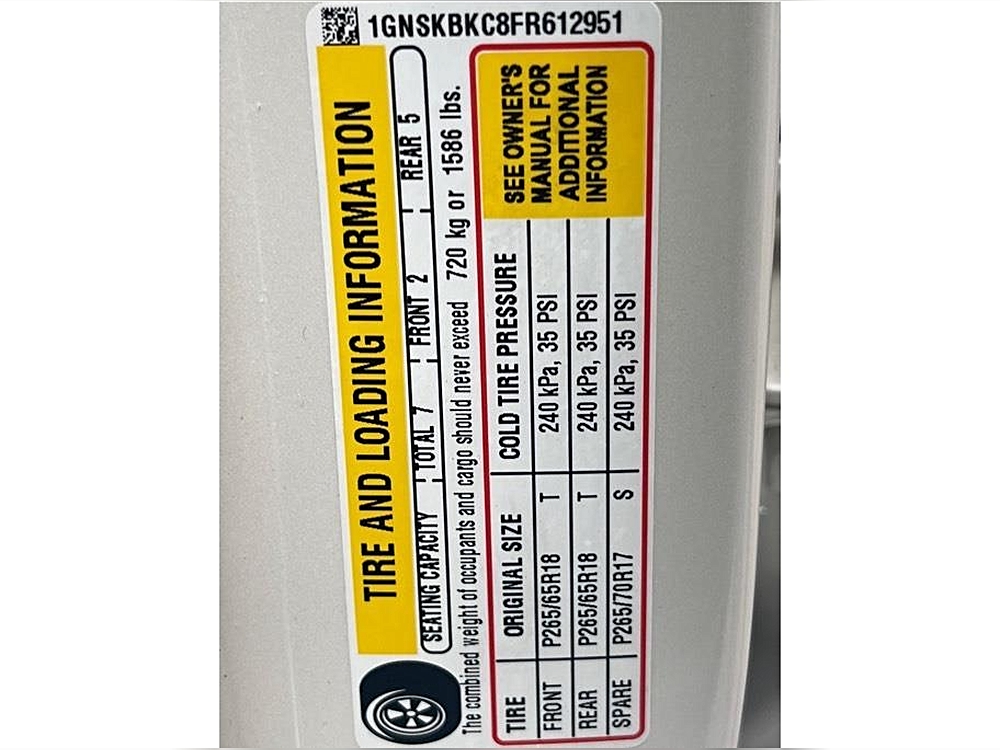 1GNSKBKC8FR612951
TIRE AND LOADING INFORMATION
SEATING CAPACITY TOTAL 7 FRONT 2 REAR 5
The combined weight of occupants and cargo should never exceed 720 kg or 1586 lbs.
TIRE ORIGINAL SIZE COLD TIRE PRESSURE
FRONT P265/65R18 T 240 kPa, 35 PSI
REAR P265/65R18 T 240 kPa, 35 PSI
SPARE P265/70R17 S 240 kPa, 35 PSI
SEE OWNER'S
MANUAL FOR
ADDITIONAL
INFORMATION